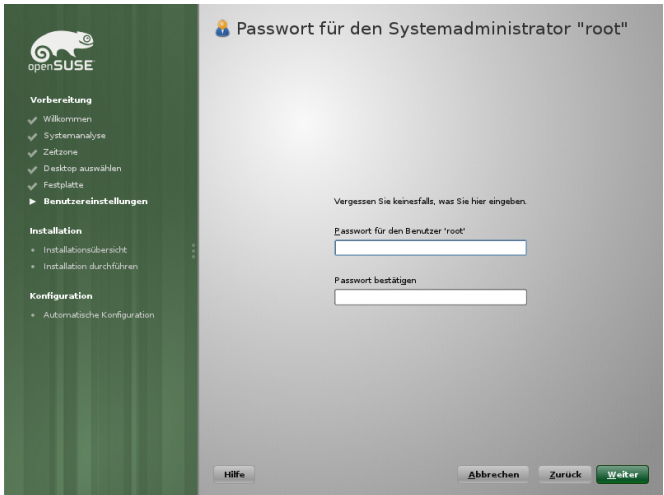 openSUSE
Vorbereitung
Willkommen
Systemanalyse
Zeitzone
Desktop auswählen
Festplatte
Benutzereinstellungen
Installation
Installationsübersicht
Installation durchführen
Konfiguration
Automatische Konfiguration
Passwort für den Systemadministrator "root"
Vergessen Sie keinesfalls, was Sie hier eingeben.
Passwort für den Benutzer 'root'
Passwort bestätigen
Hilfe
Abbrechen
Zurück
Weiter